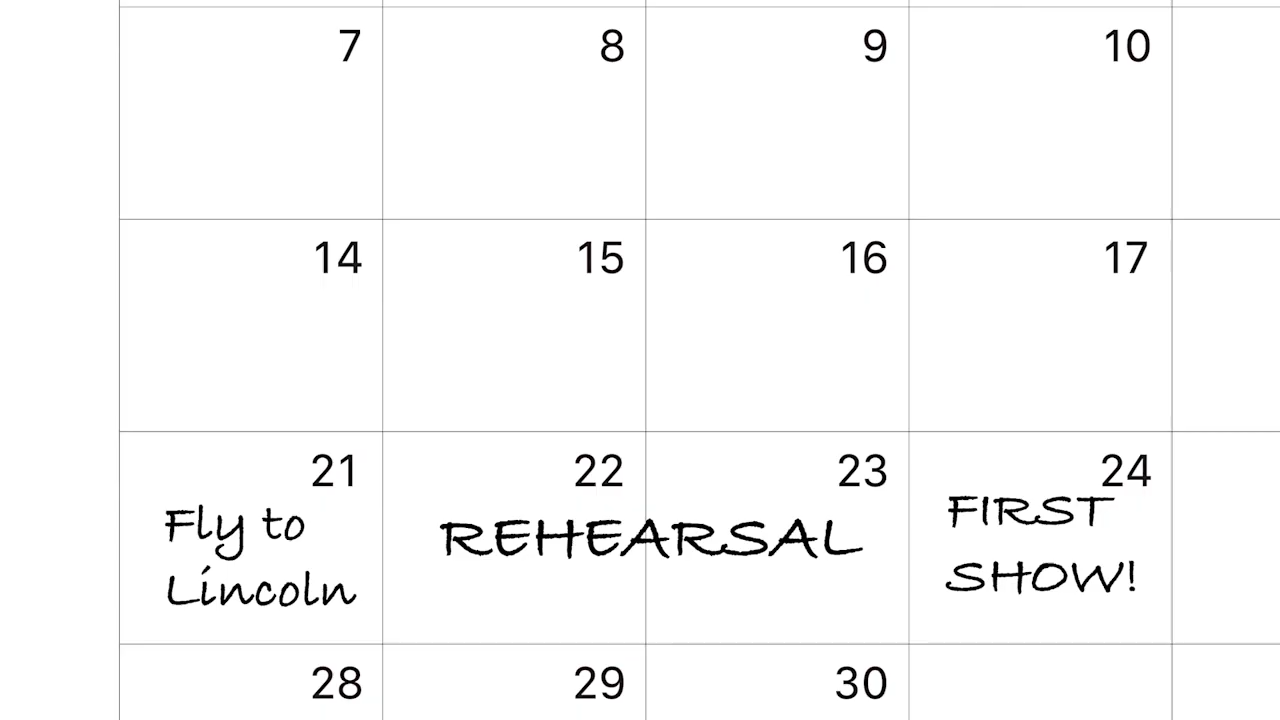 7 8 9 10
14 15 16 17
21 22 23 24
Fly to
Lincoln
REHEARSAL
FIRST
SHOW!
28 29 30